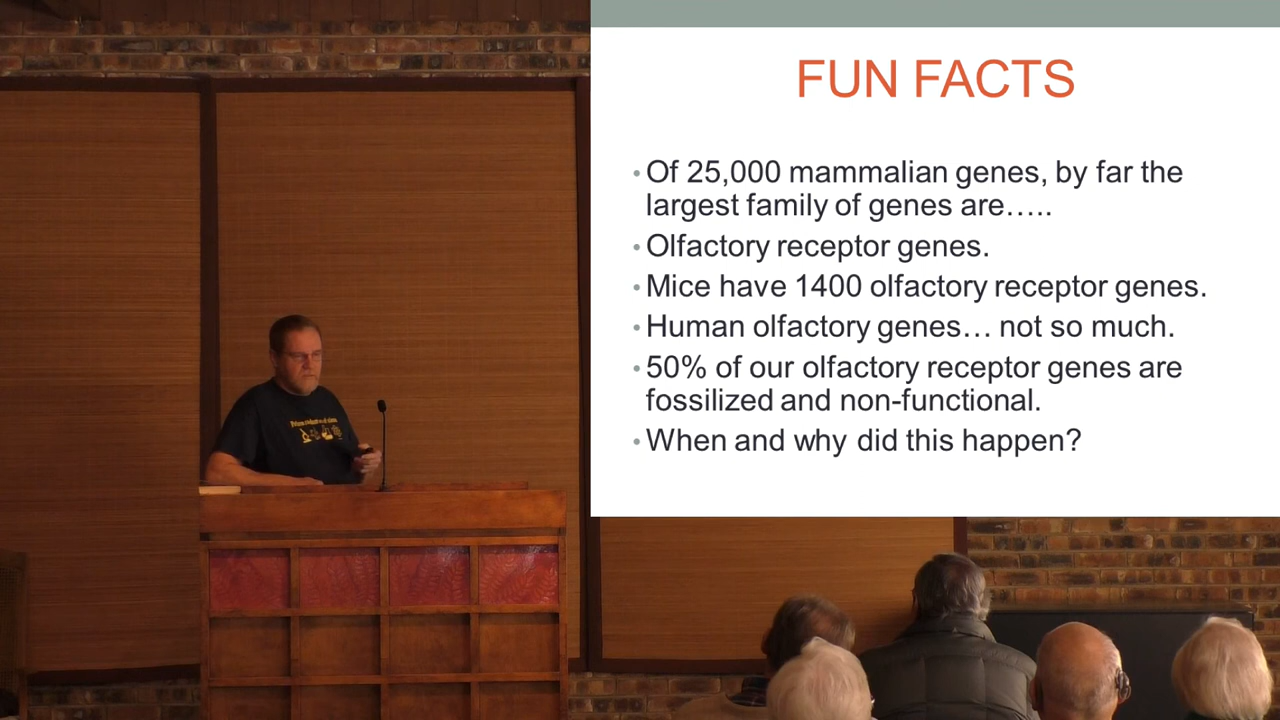 FUN FACTS
• Of 25,000 mammalian genes, by far the
largest family of genes are…..
• Olfactory receptor genes.
• Mice have 1400 olfactory receptor genes.
• Human olfactory genes… not so much.
• 50% of our olfactory receptor genes are
fossilized and non-functional.
• When and why did this happen?